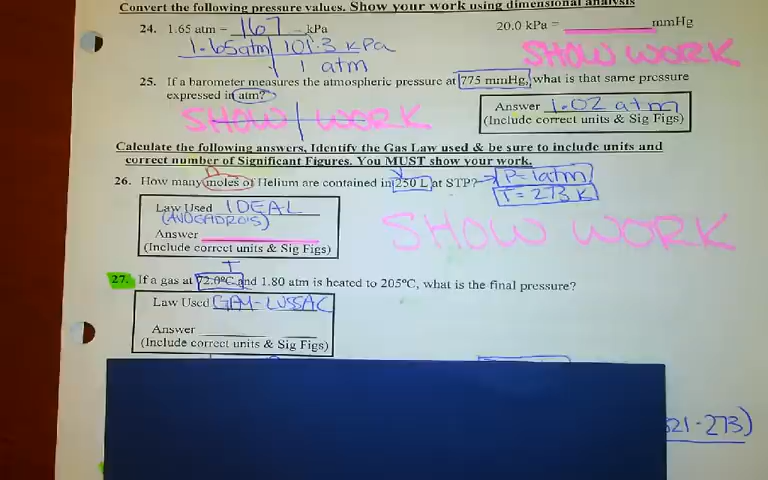 Convert the following pressure values. Show your work using dimensional analysis
24. 1.65 atm = 167 kPa 20.0 kPa = ________ mmHg
1.65atm 101.3 kPa
1 atm
SHOW WORK
25. If a barometer measures the atmospheric pressure at 775 mmHg, what is that same pressure
expressed in atm?
SHOW WORK
Answer 1.02 atm
(Include correct units & Sig Figs)
Calculate the following answers, Identify the Gas Law used & be sure to include units and
correct number of Significant Figures. You MUST show your work.
n V
26. How many moles of Helium are contained in 250 L at STP? → P=1atm
T=273 K
Law Used IDEAL
(AVOGADRO'S)
Answer ________
(Include correct units & Sig Figs)
SHOW WORK
T
27. If a gas at 72.0°C and 1.80 atm is heated to 205°C, what is the final pressure?
Law Used GAY-LUSSAC
Answer ________
(Include correct units & Sig Figs)
321-273)